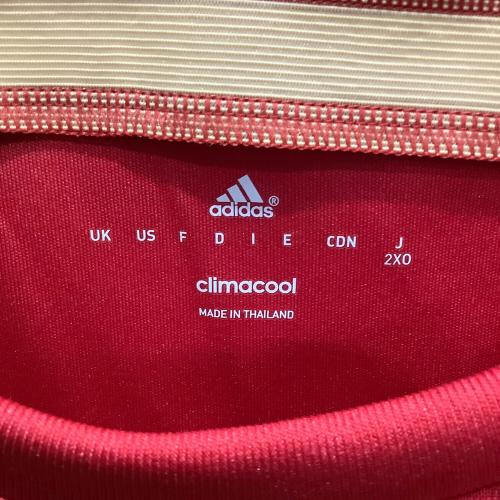 adidas®
UK US F D I E CDN J
2XO
climacool
MADE IN THAILAND